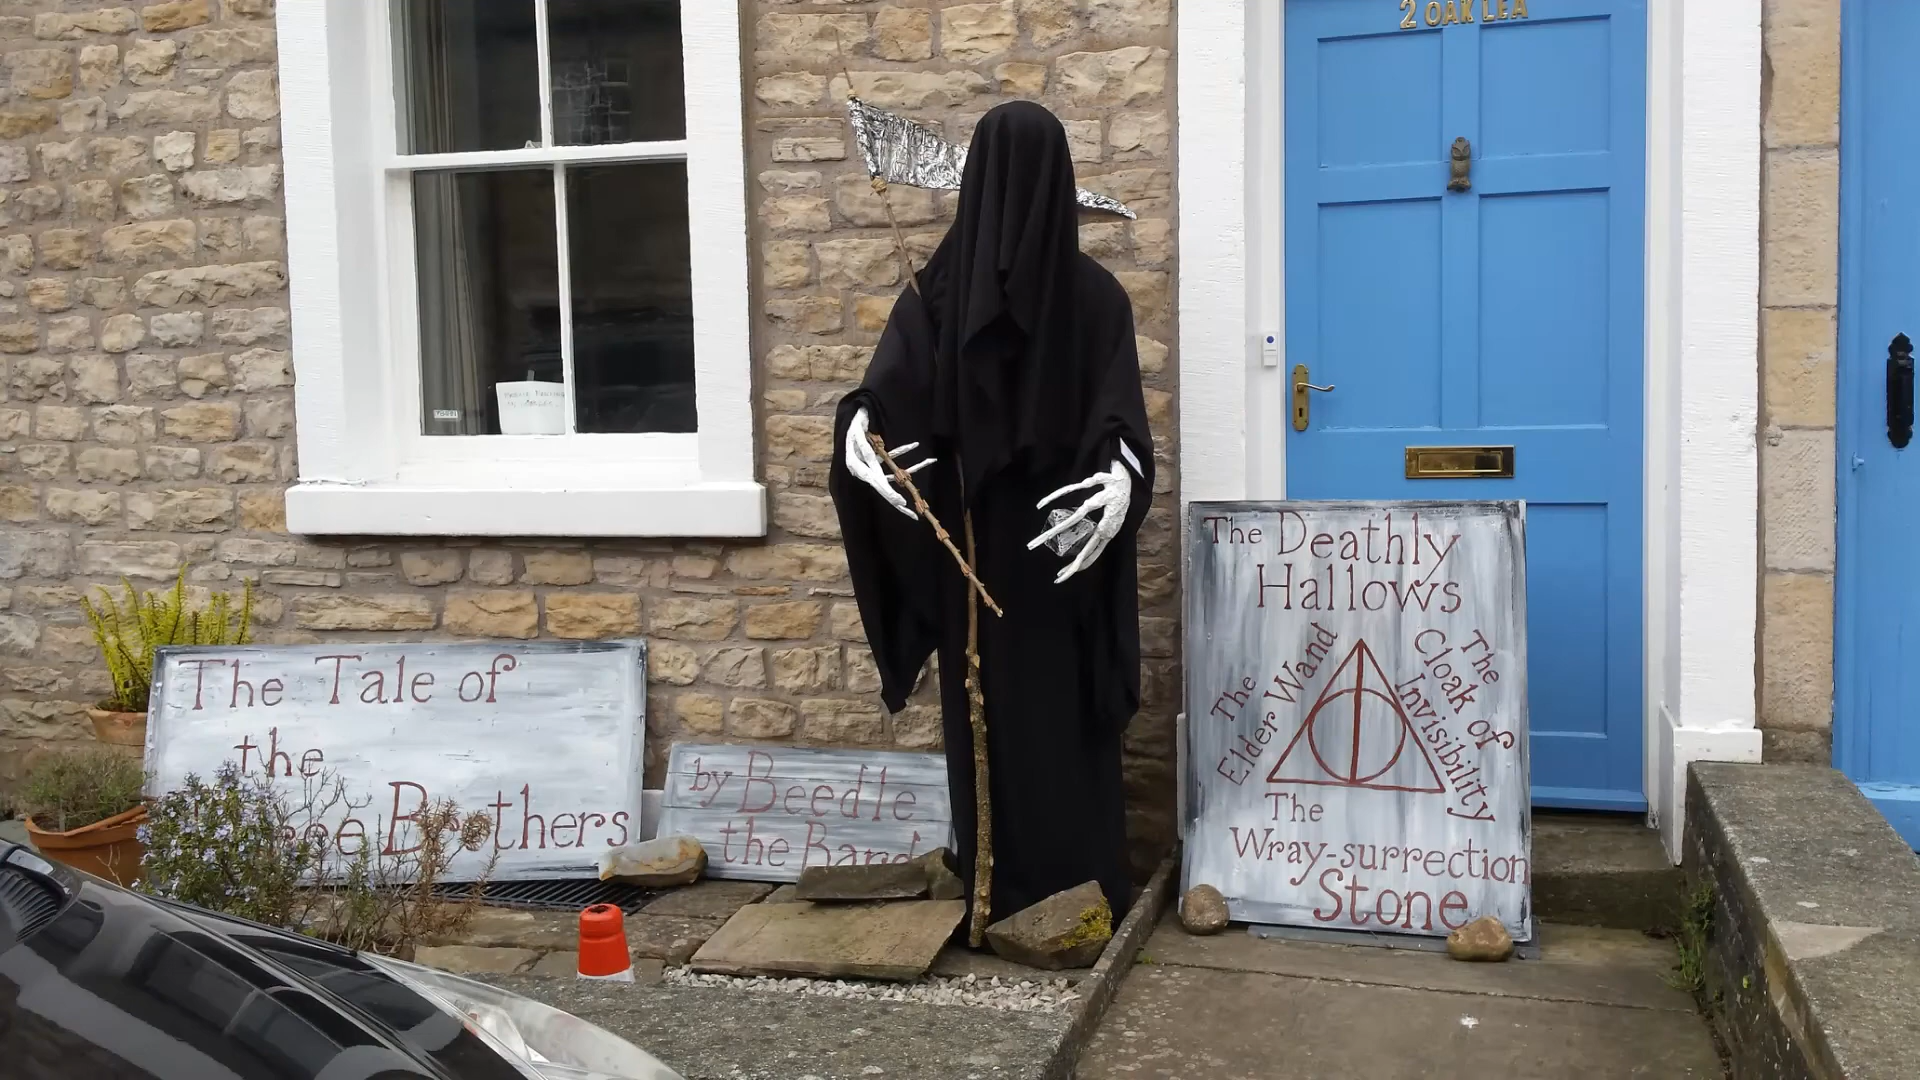 2 OAK LEA
The Tale of
the
Brothers
by Beedle
the Bard
The Deathly
Hallows
The
Elder Wand
The
Cloak of
Invisibility
The
Wray-surrection
Stone